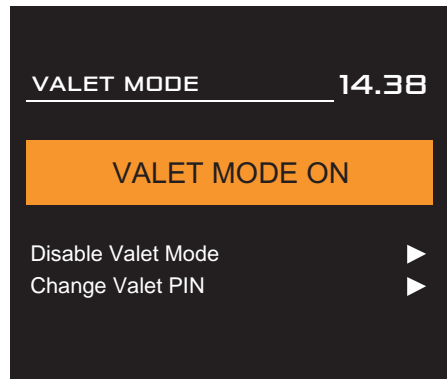 VALET MODE 14.38
VALET MODE ON
Disable Valet Mode
Change Valet PIN